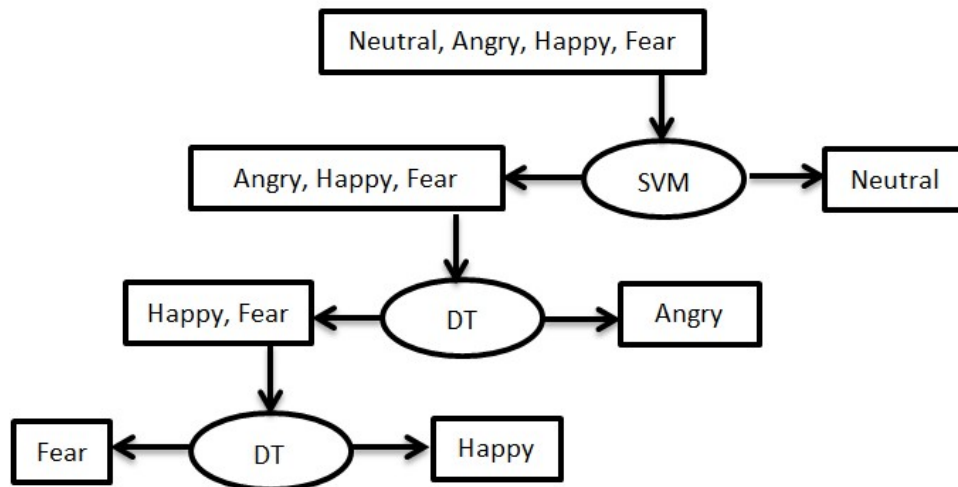 Neutral, Angry, Happy, Fear
Angry, Happy, Fear
SVM
Neutral
Happy, Fear
DT
Angry
Fear
DT
Happy